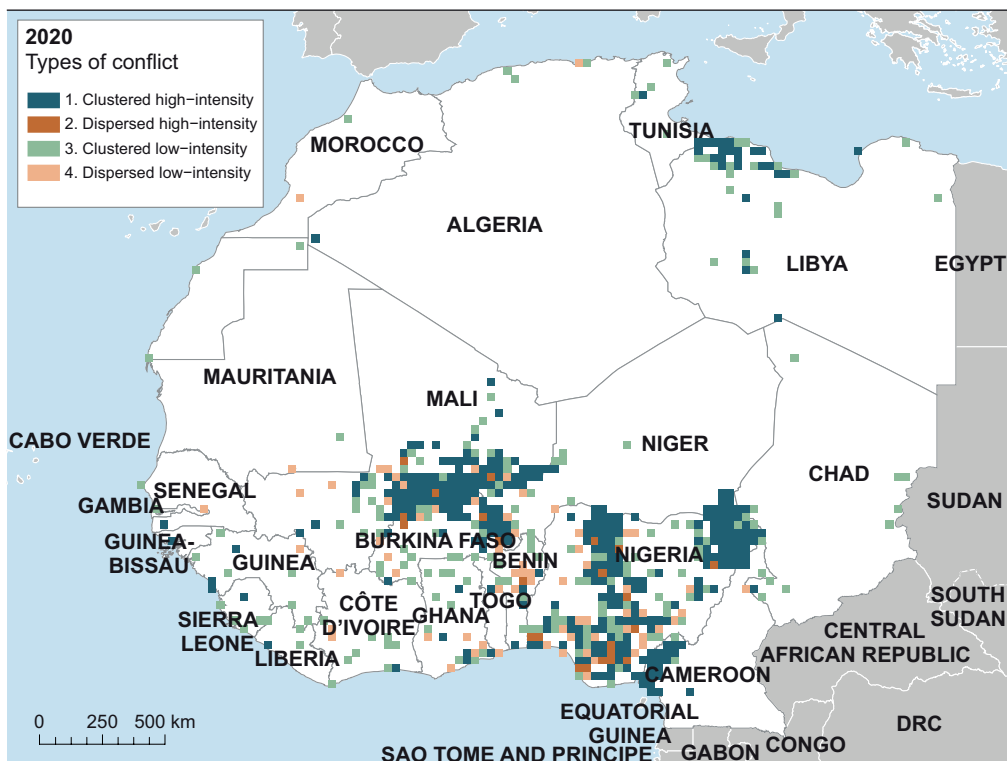 2020
Types of conflict
1. Clustered high−intensity
2. Dispersed high−intensity
3. Clustered low−intensity
4. Dispersed low−intensity
TUNISIA
MOROCCO
ALGERIA
LIBYA
EGYPT
MAURITANIA
MALI
CABO VERDE
NIGER
CHAD
SENEGAL
SUDAN
GAMBIA
GUINEA-
BISSAU
BURKINA FASO
NIGERIA
GUINEA
BENIN
SOUTH
SUDAN
CÔTE
D'IVOIRE
GHANA
TOGO
SIERRA
LEONE
CENTRAL
AFRICAN REPUBLIC
LIBERIA
CAMEROON
EQUATORIAL
GUINEA
DRC
CONGO
SAO TOME AND PRINCIPE
GABON
0 250 500 km